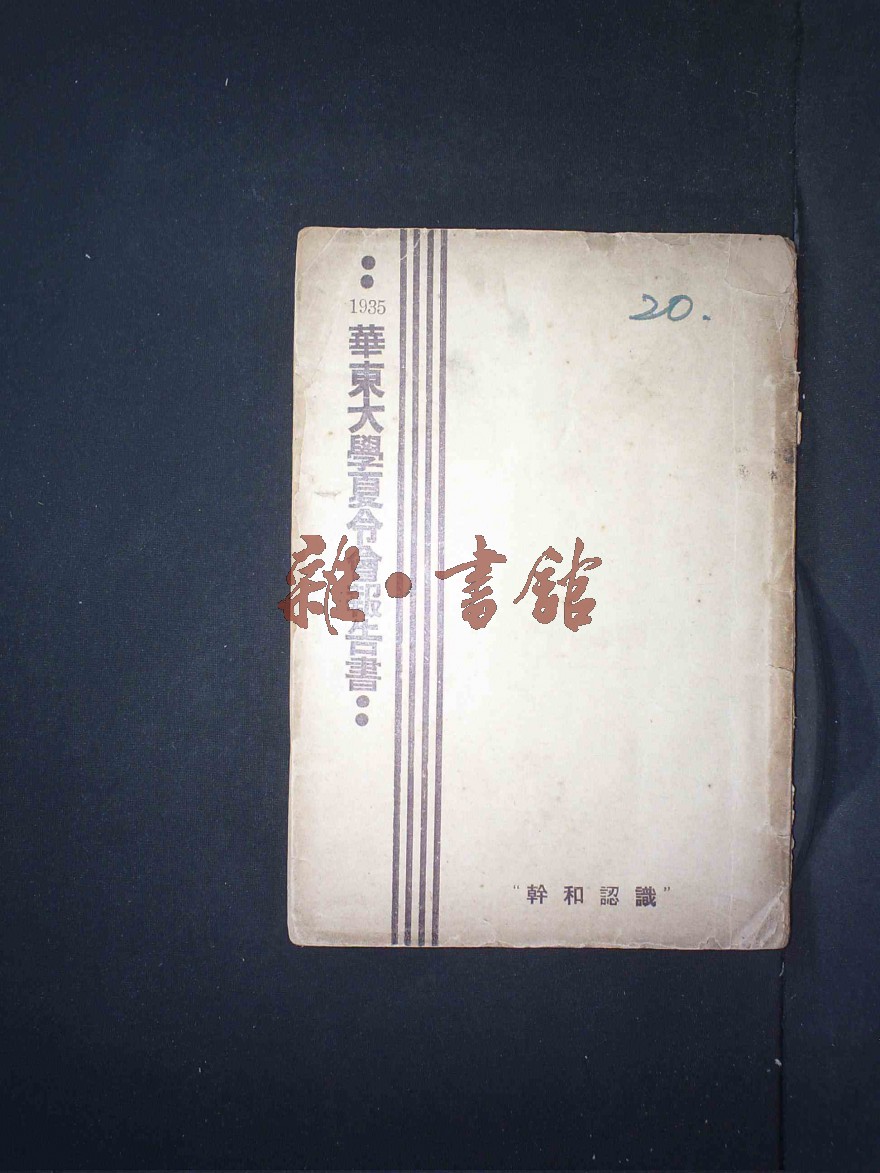 1935
華東大學夏令會報告書
20.
雜·書館
“幹和認識”